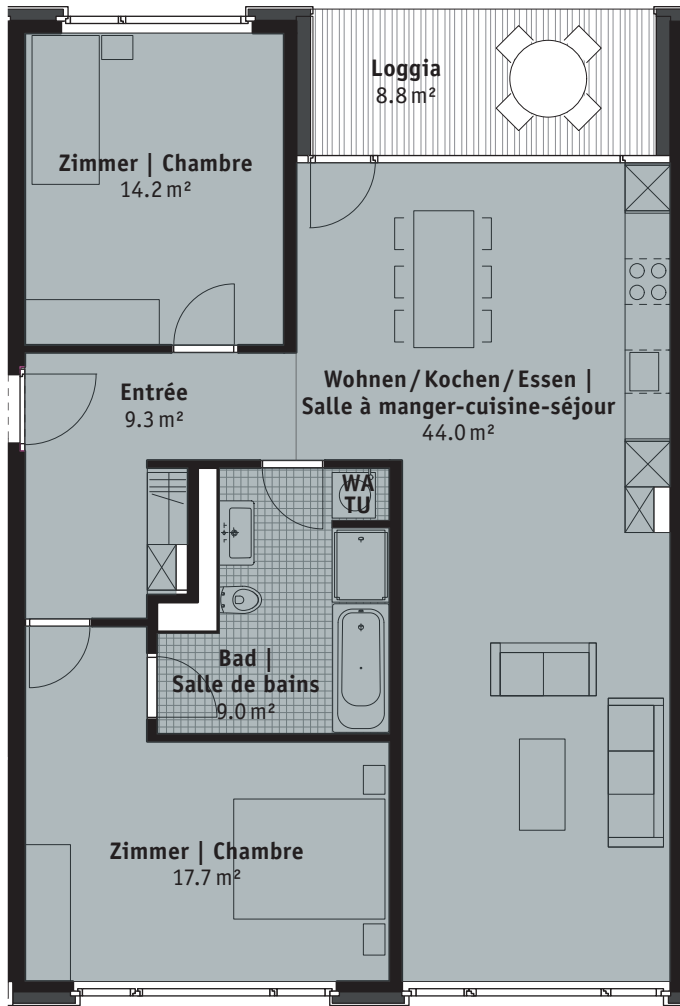 Loggia
8.8 m²
Zimmer | Chambre
14.2 m²
Entrée
9.3 m²
Wohnen / Kochen / Essen |
Salle à manger-cuisine-séjour
44.0 m²
WA
TU
Bad |
Salle de bains
9.0 m²
Zimmer | Chambre
17.7 m²